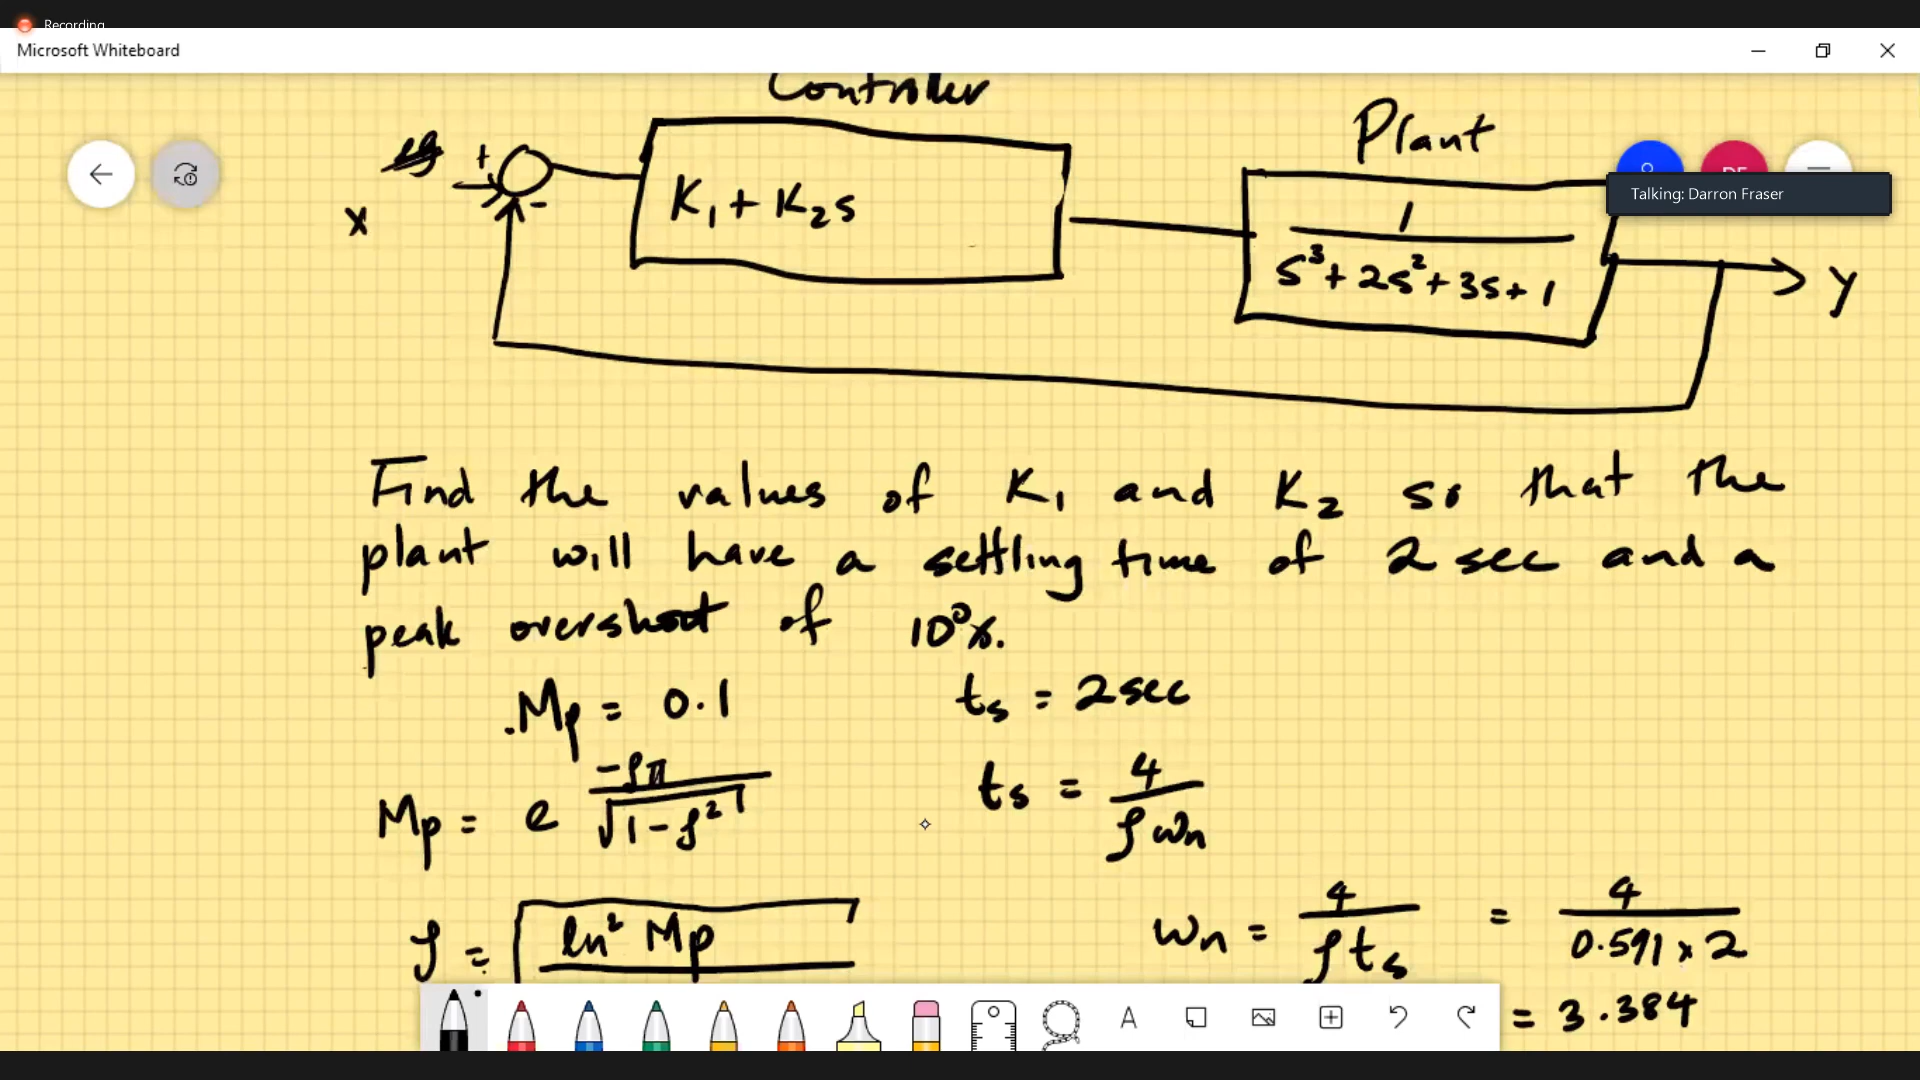 Recording
Microsoft Whiteboard
Controller
Plant
eg
+
-
x
K₁ + K₂s
1
s³ + 2s² + 3s + 1
Talking: Darron Fraser
y
Find the values of K₁ and K₂ so that the
plant will have a settling time of 2 sec and a
peak overshoot of 10%.
Mp = 0.1
ts = 2sec
Mp = e -ζπ / √1-ζ²
ts = 4 / ζωn
ζ = ln² Mp
ωn = 4 / ζts = 4 / 0.591 x 2
= 3.384
A